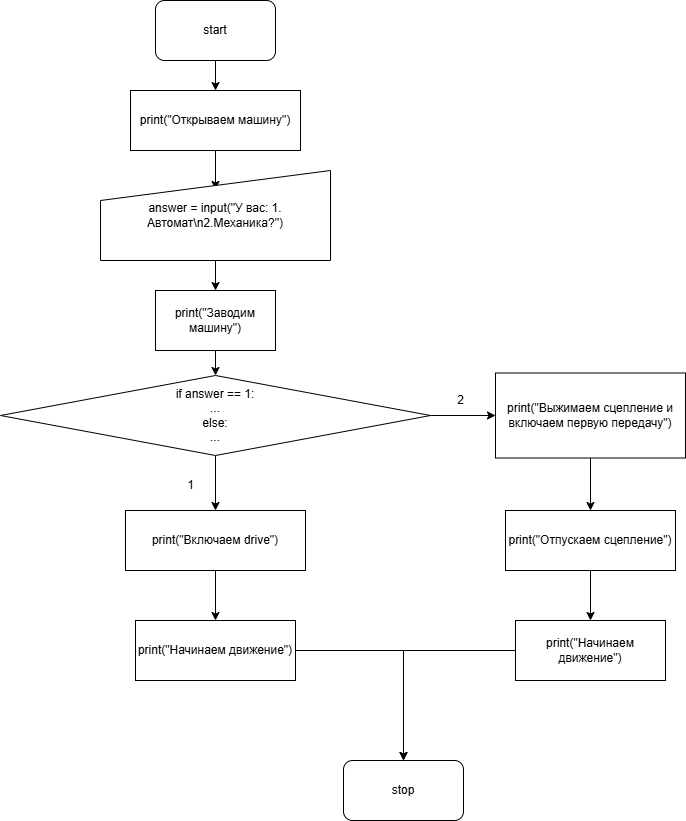 start
print("Открываем машину")
answer = input("У вас: 1.
Автомат\n2.Механика?")
print("Заводим
машину")
if answer == 1:
...
else:
...
2
print("Выжимаем сцепление и
включаем первую передачу")
1
print("Включаем drive")
print("Отпускаем сцепление")
print("Начинаем движение")
print("Начинаем
движение")
stop